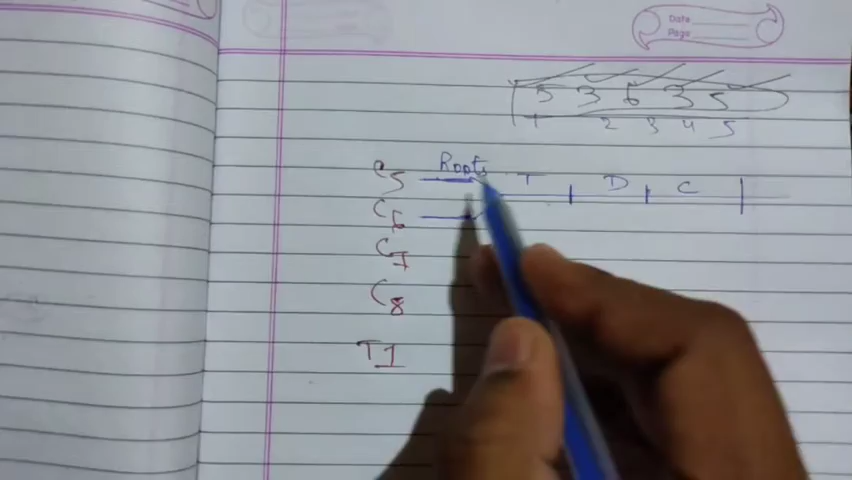 Date
Page
5 3 6 3 5
1 2 3 4 5
C5 Roots T D C
C6
C7
C8
T1